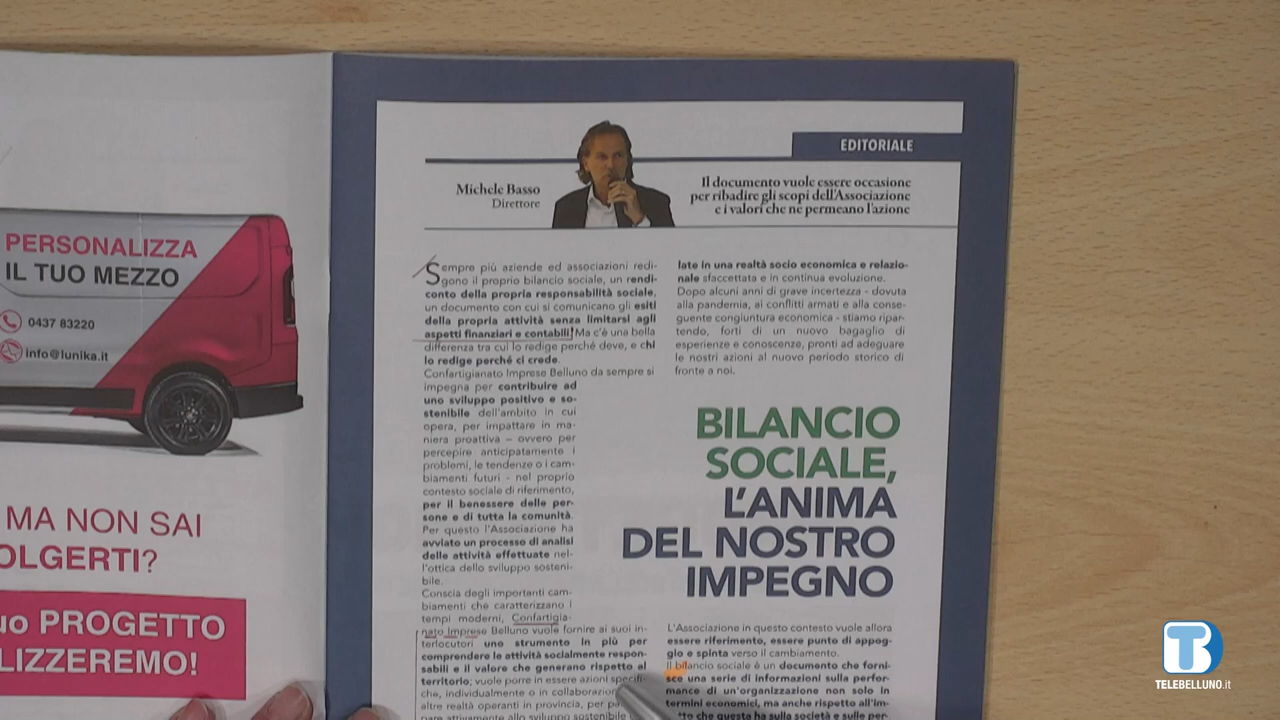 PERSONALIZZA
IL TUO MEZZO
0437 83220
info@lunika.it
MA NON SAI
OLGERTI?
uo PROGETTO
LIZZEREMO!
EDITORIALE
Michele Basso
Direttore
Il documento vuole essere occasione
per ribadire gli scopi dell'Associazione
e i valori che ne permeano l'azione
Sempre più aziende ed associazioni redi-
gono il proprio bilancio sociale, un rendi-
conto della propria responsabilità sociale,
un documento con cui si comunicano gli esiti
della propria attività senza limitarsi agli
aspetti finanziari e contabili! Ma c'è una bella
differenza tra cui lo redige perché deve, e chi
lo redige perché ci crede.
Confartigianato Imprese Belluno da sempre si
impegna per contribuire ad
uno sviluppo positivo e so-
stenibile dell'ambito in cui
opera, per impattare in ma-
niera proattiva – ovvero per
percepire anticipatamente i
problemi, le tendenze o i cam-
biamenti futuri - nel proprio
contesto sociale di riferimento,
per il benessere delle per-
sone e di tutta la comunità.
Per questo l'Associazione ha
avviato un processo di analisi
delle attività effettuate nel-
l'ottica dello sviluppo sosteni-
bile.
Conscia degli importanti cam-
biamenti che caratterizzano i
tempi moderni, Confartigia-
nato Imprese Belluno vuole fornire ai suoi in-
terlocutori uno strumento in più per
comprendere le attività socialmente respon-
sabili e il valore che generano rispetto al
territorio; vuole porre in essere azioni specifi-
che, individualmente o in collaborazione
altre realtà operanti in provincia, per
pare attivamente allo sviluppo sostenibile
late in una realtà socio economica e relazio-
nale sfaccettata e in continua evoluzione.
Dopo alcuni anni di grave incertezza - dovuta
alla pandemia, ai conflitti armati e alla conse-
guente congiuntura economica - stiamo ripar-
tendo, forti di un nuovo bagaglio di
esperienze e conoscenze, pronti ad adeguare
le nostri azioni al nuovo periodo storico di
fronte a noi.
BILANCIO
SOCIALE,
L'ANIMA
DEL NOSTRO
IMPEGNO
L'Associazione in questo contesto vuole allora
essere riferimento, essere punto di appog-
gio e spinta verso il cambiamento.
Il bilancio sociale è un documento che forni-
sce una serie di informazioni sulla perfor-
mance di un'organizzazione non solo in
termini economici, ma anche rispetto all'im-
che questa ha sulla società e sulle per-
TELEBELLUNO.it